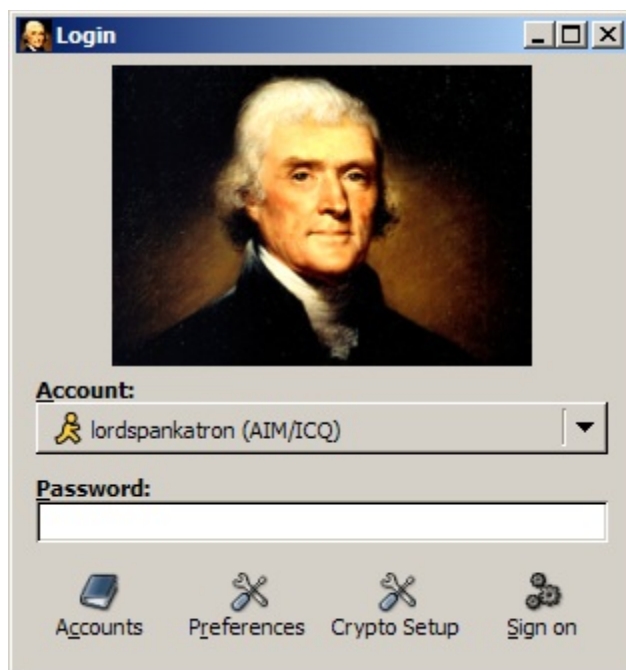 Login
Account:
lordspankatron (AIM/ICQ)
Password:
Accounts Preferences Crypto Setup Sign on